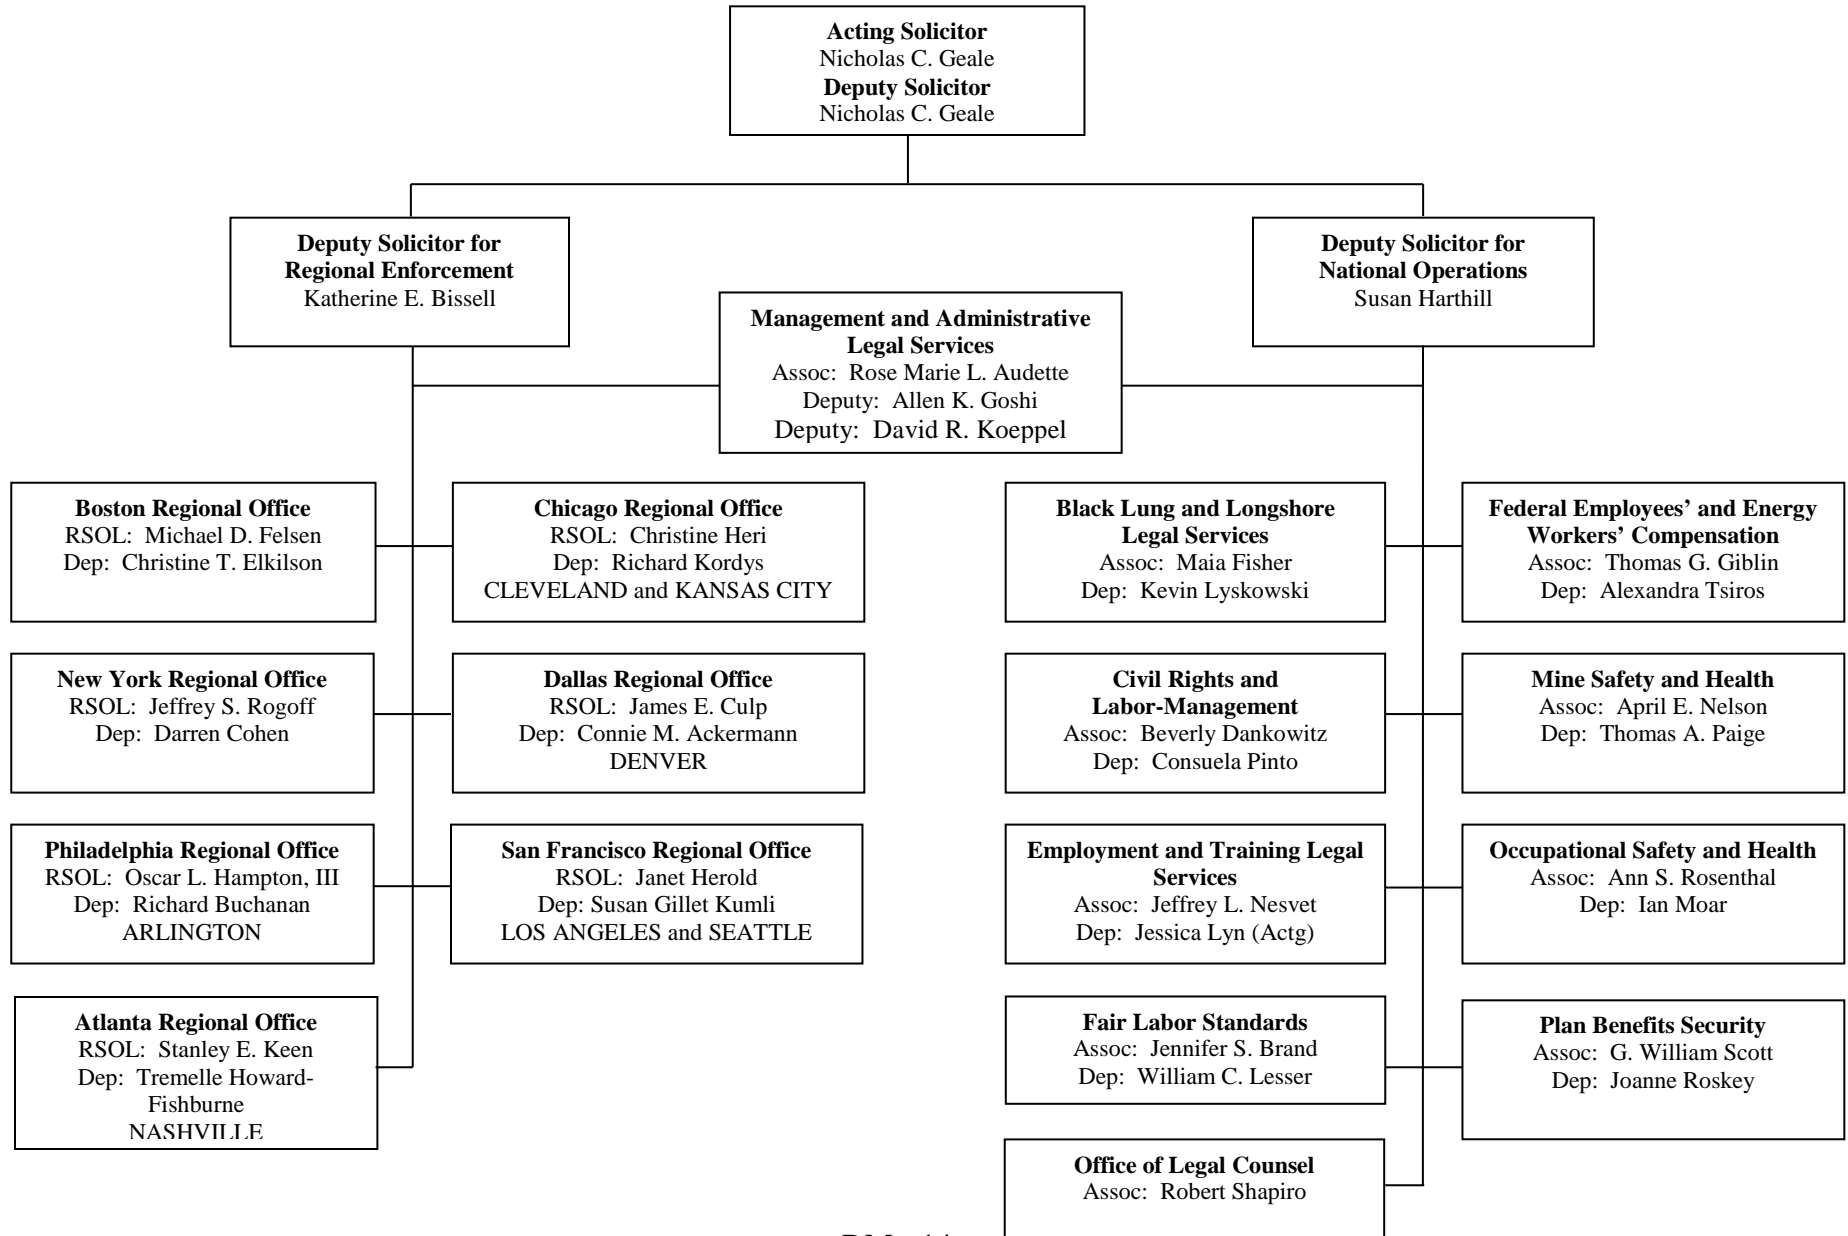 Acting Solicitor
Nicholas C. Geale
Deputy Solicitor
Nicholas C. Geale
Deputy Solicitor for
Regional Enforcement
Katherine E. Bissell
Deputy Solicitor for
National Operations
Susan Harthill
Management and Administrative
Legal Services
Assoc: Rose Marie L. Audette
Deputy: Allen K. Goshi
Deputy: David R. Koeppel
Boston Regional Office
RSOL: Michael D. Felsen
Dep: Christine T. Elkilson
Chicago Regional Office
RSOL: Christine Heri
Dep: Richard Kordys
CLEVELAND and KANSAS CITY
Black Lung and Longshore
Legal Services
Assoc: Maia Fisher
Dep: Kevin Lyskowski
Federal Employees’ and Energy
Workers’ Compensation
Assoc: Thomas G. Giblin
Dep: Alexandra Tsiros
New York Regional Office
RSOL: Jeffrey S. Rogoff
Dep: Darren Cohen
Dallas Regional Office
RSOL: James E. Culp
Dep: Connie M. Ackermann
DENVER
Civil Rights and
Labor-Management
Assoc: Beverly Dankowitz
Dep: Consuela Pinto
Mine Safety and Health
Assoc: April E. Nelson
Dep: Thomas A. Paige
Philadelphia Regional Office
RSOL: Oscar L. Hampton, III
Dep: Richard Buchanan
ARLINGTON
San Francisco Regional Office
RSOL: Janet Herold
Dep: Susan Gillet Kumli
LOS ANGELES and SEATTLE
Employment and Training Legal
Services
Assoc: Jeffrey L. Nesvet
Dep: Jessica Lyn (Actg)
Occupational Safety and Health
Assoc: Ann S. Rosenthal
Dep: Ian Moar
Atlanta Regional Office
RSOL: Stanley E. Keen
Dep: Tremelle Howard-
Fishburne
NASHVILLE
Fair Labor Standards
Assoc: Jennifer S. Brand
Dep: William C. Lesser
Plan Benefits Security
Assoc: G. William Scott
Dep: Joanne Roskey
Office of Legal Counsel
Assoc: Robert Shapiro